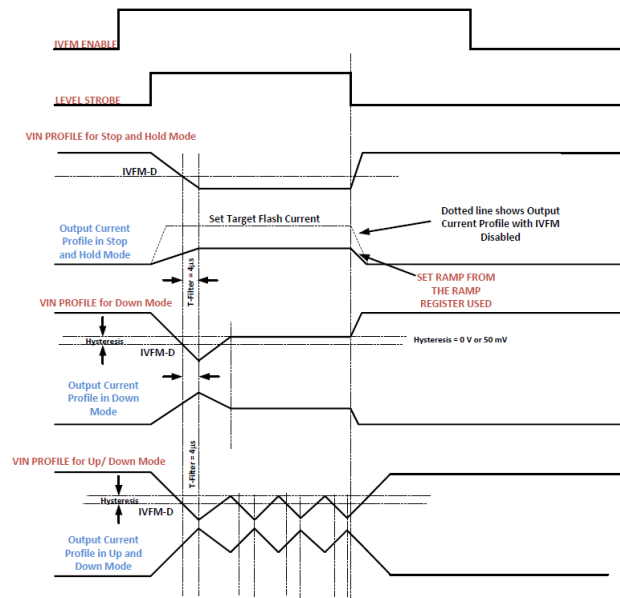 IVFM ENABLE
LEVEL STROBE
VIN PROFILE for Stop and Hold Mode
IVFM-D
Set Target Flash Current
Output Current
Profile in Stop
and Hold Mode
Dotted line shows Output
Current Profile with IVFM
Disabled
T-Filter = 4µs
SET RAMP FROM
THE RAMP
REGISTER USED
VIN PROFILE for Down Mode
Hysteresis
IVFM-D
Hysteresis = 0 V or 50 mV
Output Current
Profile in Down
Mode
T-Filter = 4µs
VIN PROFILE for Up/ Down Mode
Hysteresis
IVFM-D
Output Current
Profile in Up and
Down Mode